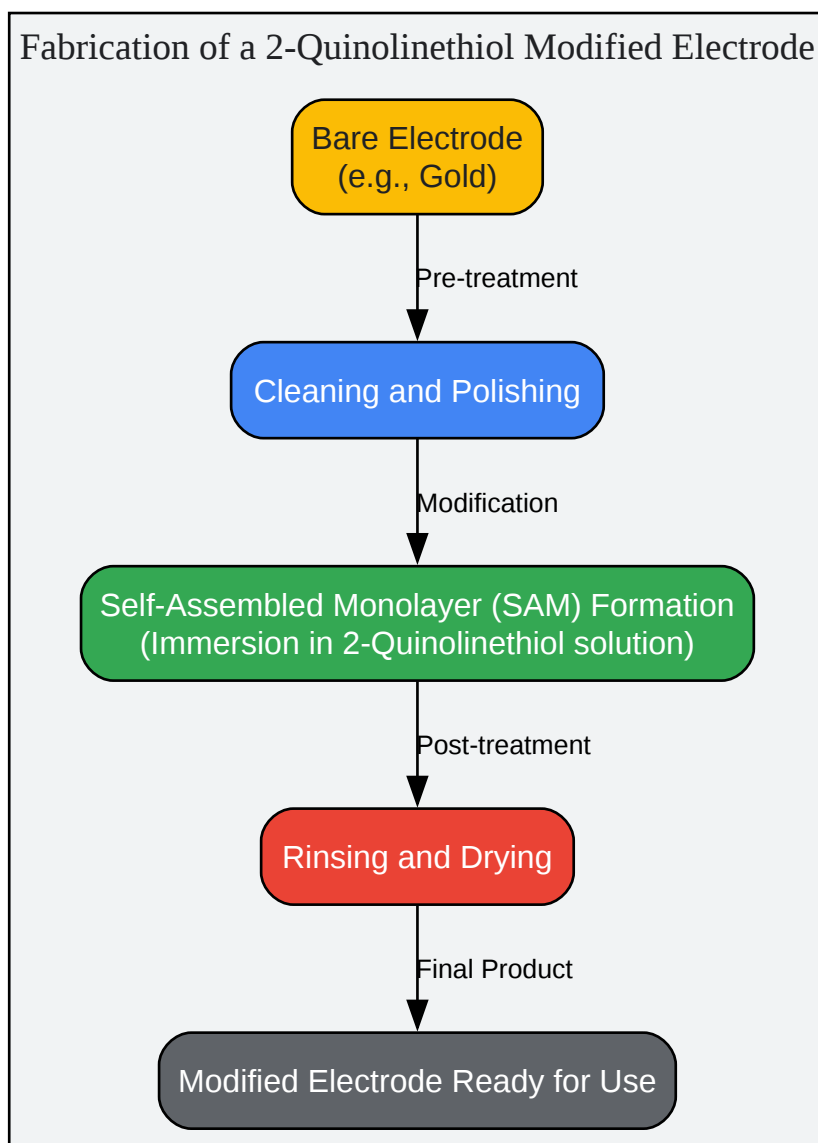 Fabrication of a 2-Quinolinethiol Modified Electrode
Bare Electrode
(e.g., Gold)
Pre-treatment
Cleaning and Polishing
Modification
Self-Assembled Monolayer (SAM) Formation
(Immersion in 2-Quinolinethiol solution)
Post-treatment
Rinsing and Drying
Final Product
Modified Electrode Ready for Use